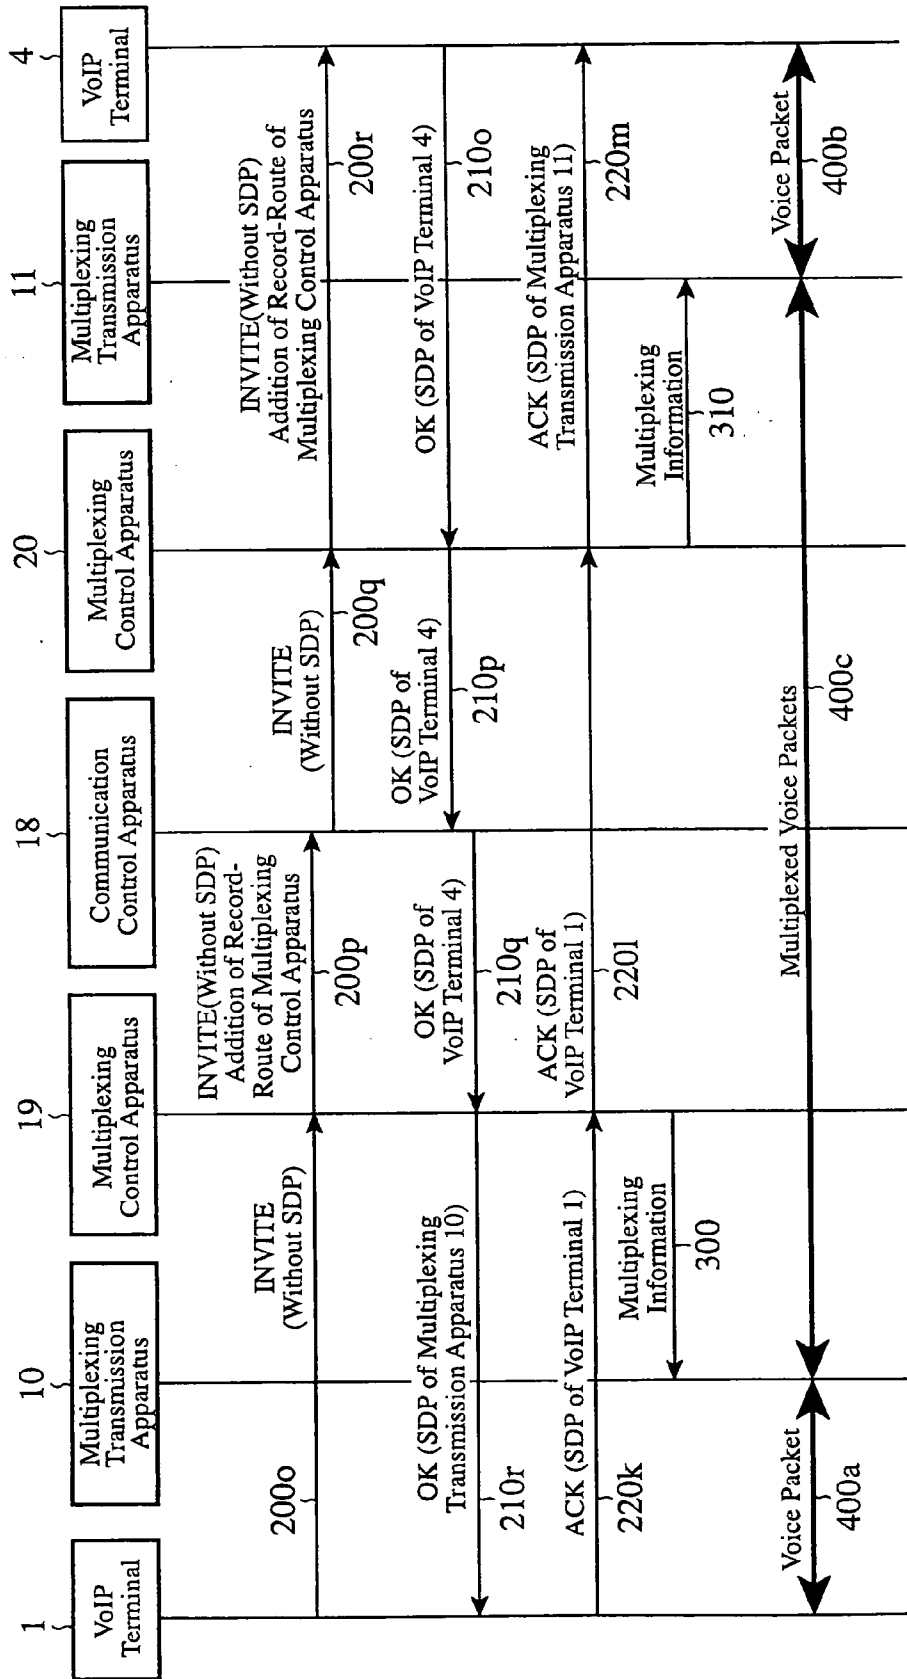 1
VoIP
Terminal
10
Multiplexing
Transmission
Apparatus
19
Multiplexing
Control Apparatus
18
Communication
Control Apparatus
20
Multiplexing
Control Apparatus
11
Multiplexing
Transmission
Apparatus
4
VoIP
Terminal
200o
INVITE
(Without SDP)
INVITE(Without SDP)
Addition of Record-
Route of Multiplexing
Control Apparatus
200p
INVITE
(Without SDP)
200q
INVITE(Without SDP)
Addition of Record-Route of
Multiplexing Control Apparatus
200r
OK (SDP of VoIP Terminal 4)
210o
OK (SDP of
VoIP Terminal 4)
210p
OK (SDP of
VoIP Terminal 4)
210q
OK (SDP of Multiplexing
Transmission Apparatus 10)
210r
ACK (SDP of VoIP Terminal 1)
220k
ACK (SDP of
VoIP Terminal 1)
220l
ACK (SDP of Multiplexing
Transmission Apparatus 11)
220m
Multiplexing
Information
300
Multiplexing
Information
310
Voice Packet
400a
Multiplexed Voice Packets
400c
Voice Packet
400b